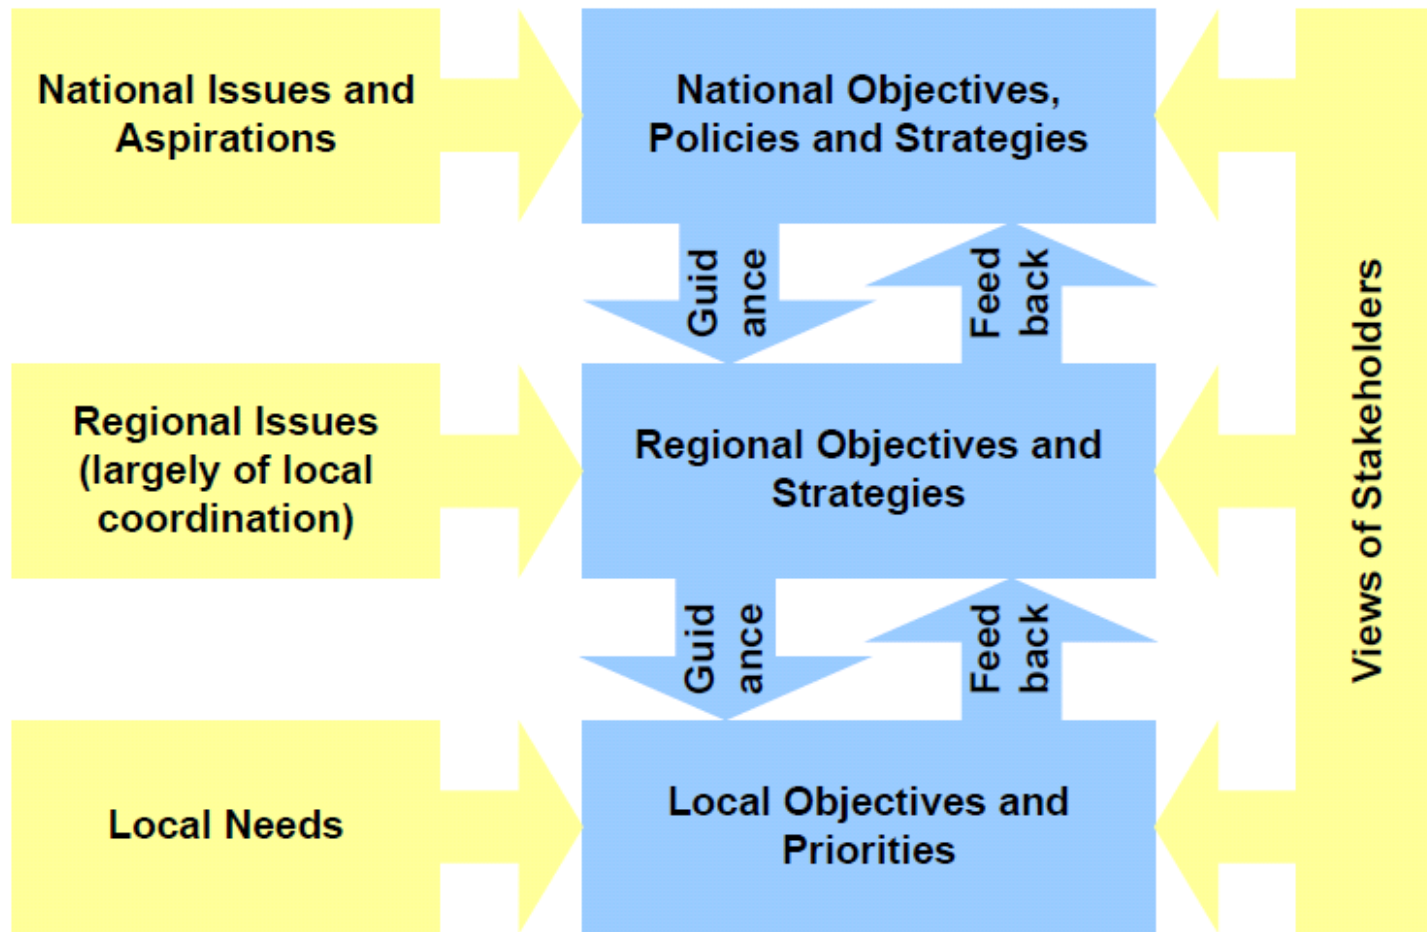 National Issues and
Aspirations
National Objectives,
Policies and Strategies
Guid
ance
Feed
back
Regional Issues
(largely of local
coordination)
Regional Objectives and
Strategies
Views of Stakeholders
Guid
ance
Feed
back
Local Needs
Local Objectives and
Priorities